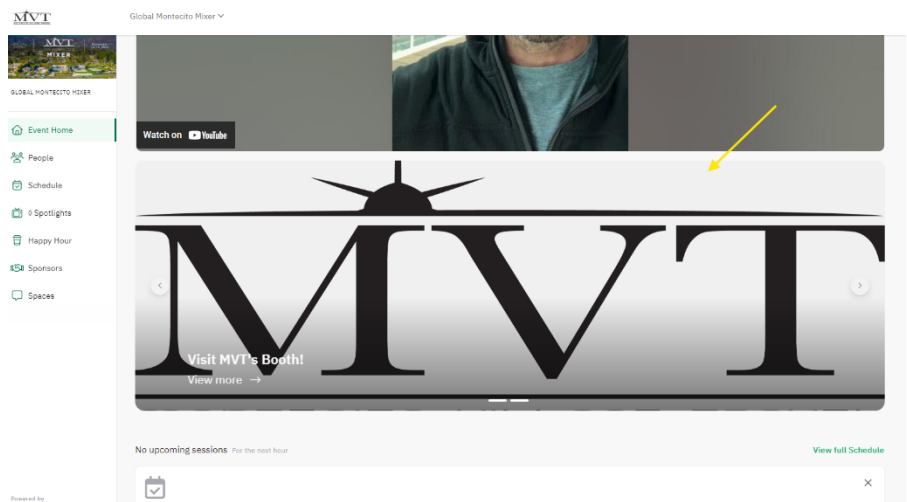 MVT
Global Montecito Mixer
MVT
MIXER
GLOBAL MONTECITO MIXER
Event Home
People
Schedule
◊ Spotlights
Happy Hour
Sponsors
Spaces
Powered by
Watch on YouTube
MVT
Visit MVT's Booth!
View more →
No upcoming sessions For the next hour
View full Schedule